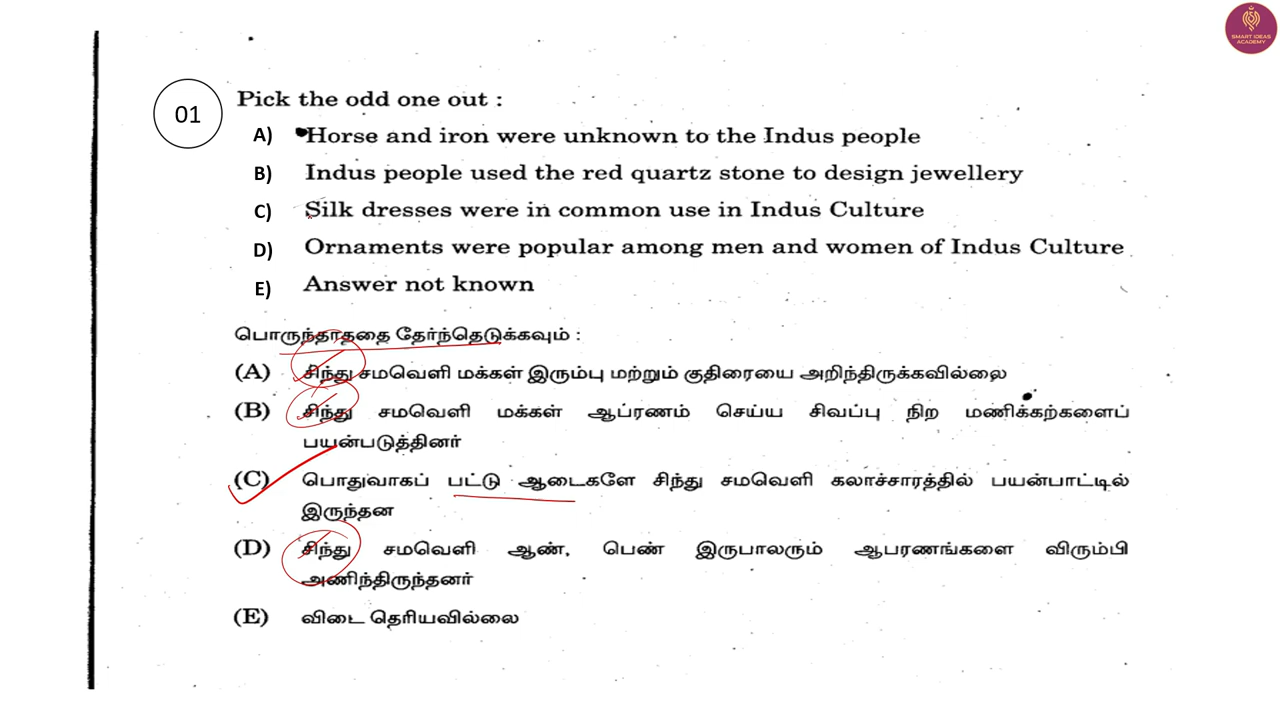 SMART IDEAS
ACADEMY
01
Pick the odd one out :
A) Horse and iron were unknown to the Indus people
B) Indus people used the red quartz stone to design jewellery
C) Silk dresses were in common use in Indus Culture
D) Ornaments were popular among men and women of Indus Culture
E) Answer not known
பொருந்தாததை தேர்ந்தெடுக்கவும் :
(A) சிந்து சமவெளி மக்கள் இரும்பு மற்றும் குதிரையை அறிந்திருக்கவில்லை
(B) சிந்து சமவெளி மக்கள் ஆப்ரணம் செய்ய சிவப்பு நிற மணிக்கற்களைப்
பயன்படுத்தினர்
(C) பொதுவாகப் பட்டு ஆடைகளே சிந்து சமவெளி கலாச்சாரத்தில் பயன்பாட்டில்
இருந்தன
(D) சிந்து சமவெளி ஆண், பெண் இருபாலரும் ஆபரணங்களை விரும்பி
அணிந்திருந்தனர்
(E) விடை தெரியவில்லை